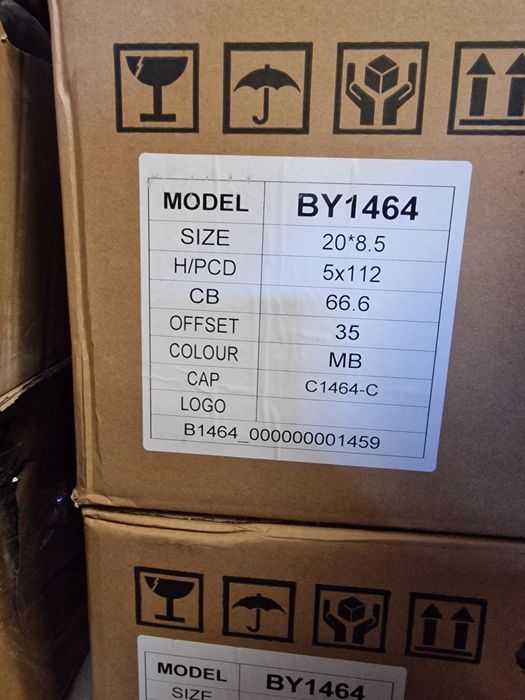 MODEL BY1464
SIZE 20*8.5
H/PCD 5x112
CB 66.6
OFFSET 35
COLOUR MB
CAP C1464-C
LOGO
B1464_000000001459
MODEL BY1464
SIZE